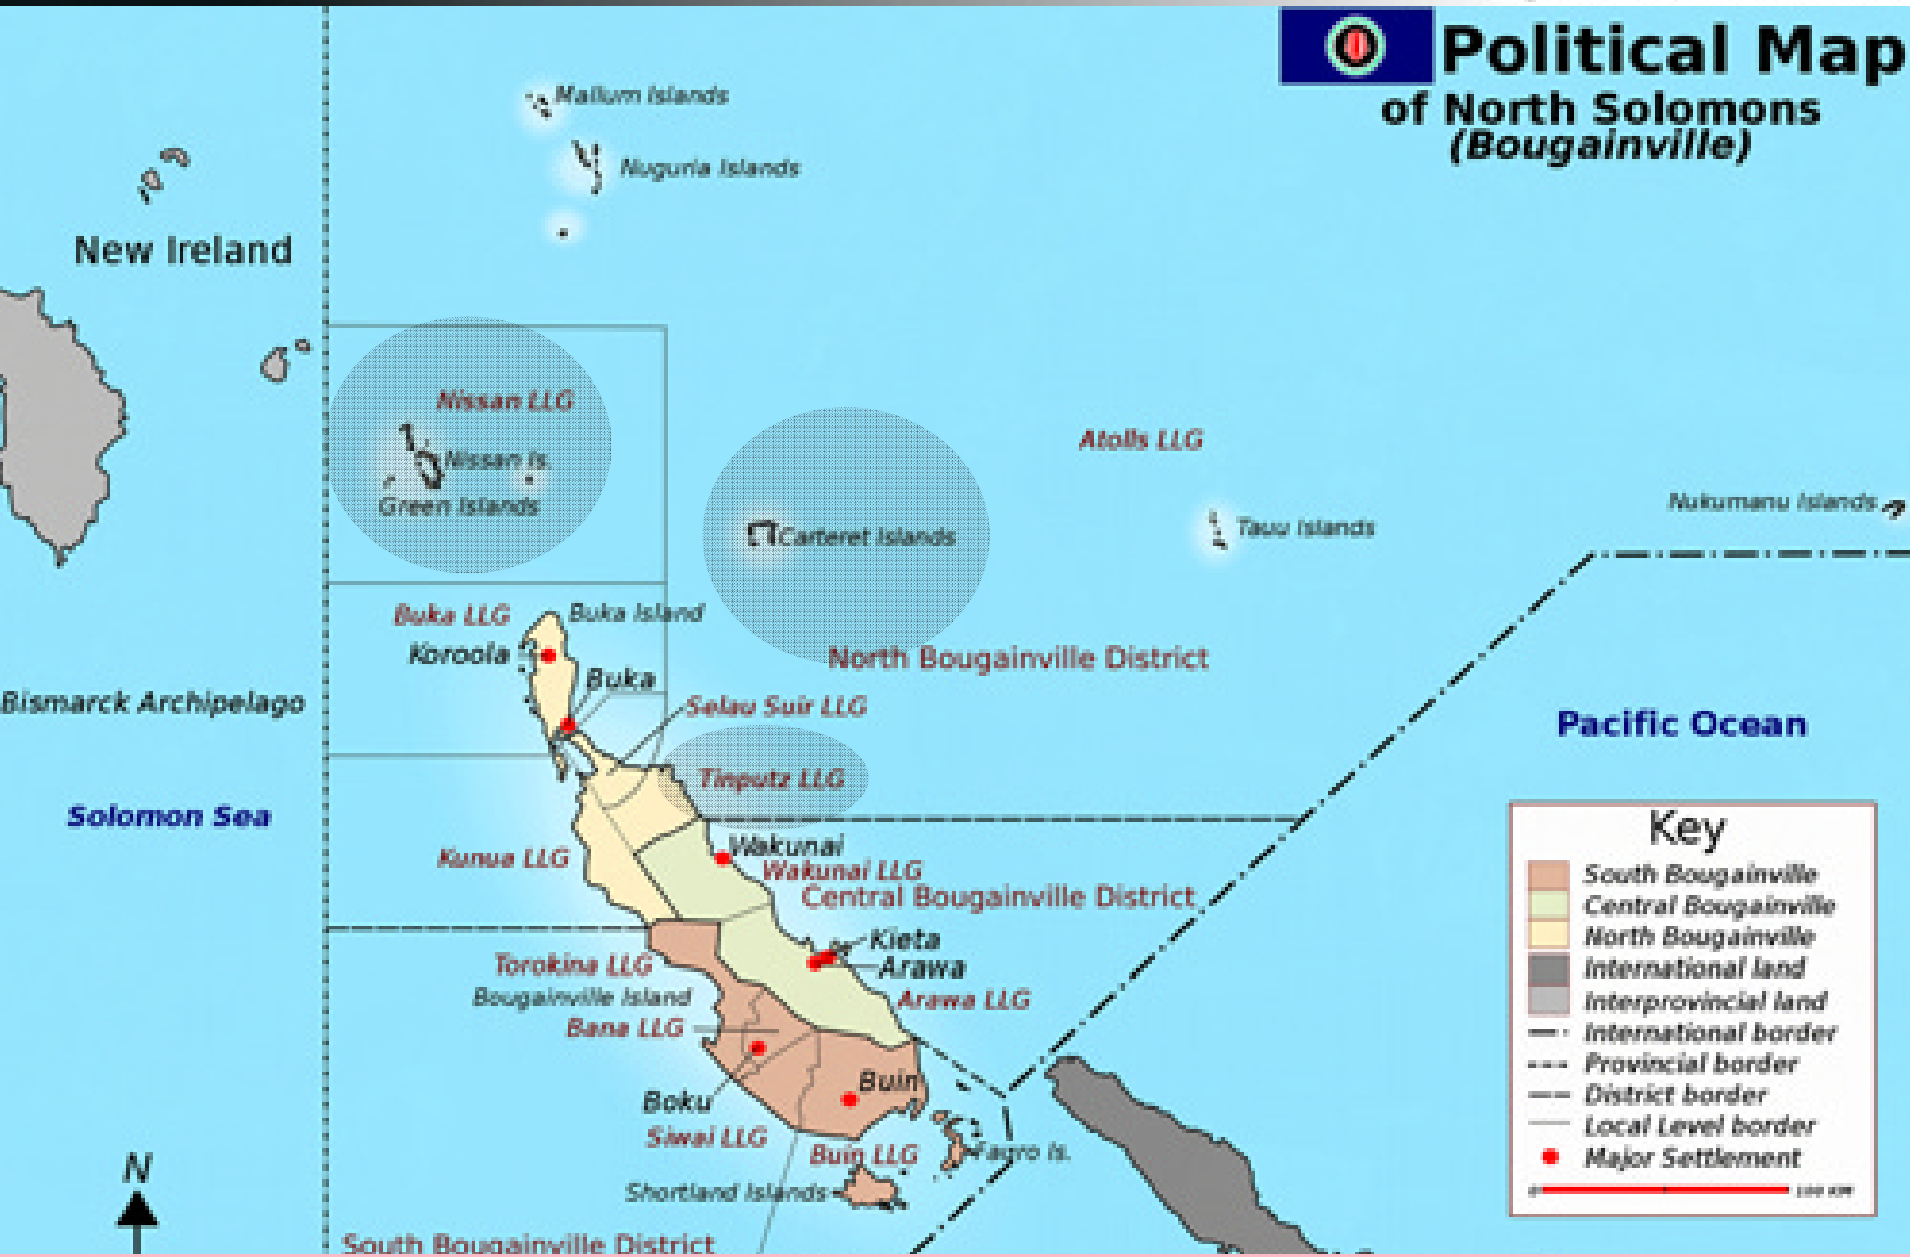 Political Map
of North Solomons
(Bougainville)
Mallum Islands
Nuguria Islands
New Ireland
Nissan LLG
Nissan Is.
Green Islands
Carteret Islands
Atolls LLG
Tauu Islands
Nukumanu Islands
Buka LLG
Buka Island
Koroola
North Bougainville District
Buka
Bismarck Archipelago
Selau Suir LLG
Pacific Ocean
Tinputz LLG
Solomon Sea
Kunua LLG
Wakunai
Wakunai LLG
Central Bougainville District
Kieta
Arawa
Torokina LLG
Bougainville Island
Arawa LLG
Bana LLG
Buin
Boku
Siwai LLG
Buin LLG
Fauro Is.
Shortland Islands
South Bougainville District
N
Key
South Bougainville
Central Bougainville
North Bougainville
International land
Interprovincial land
International border
Provincial border
District border
Local Level border
Major Settlement
0 100 KM